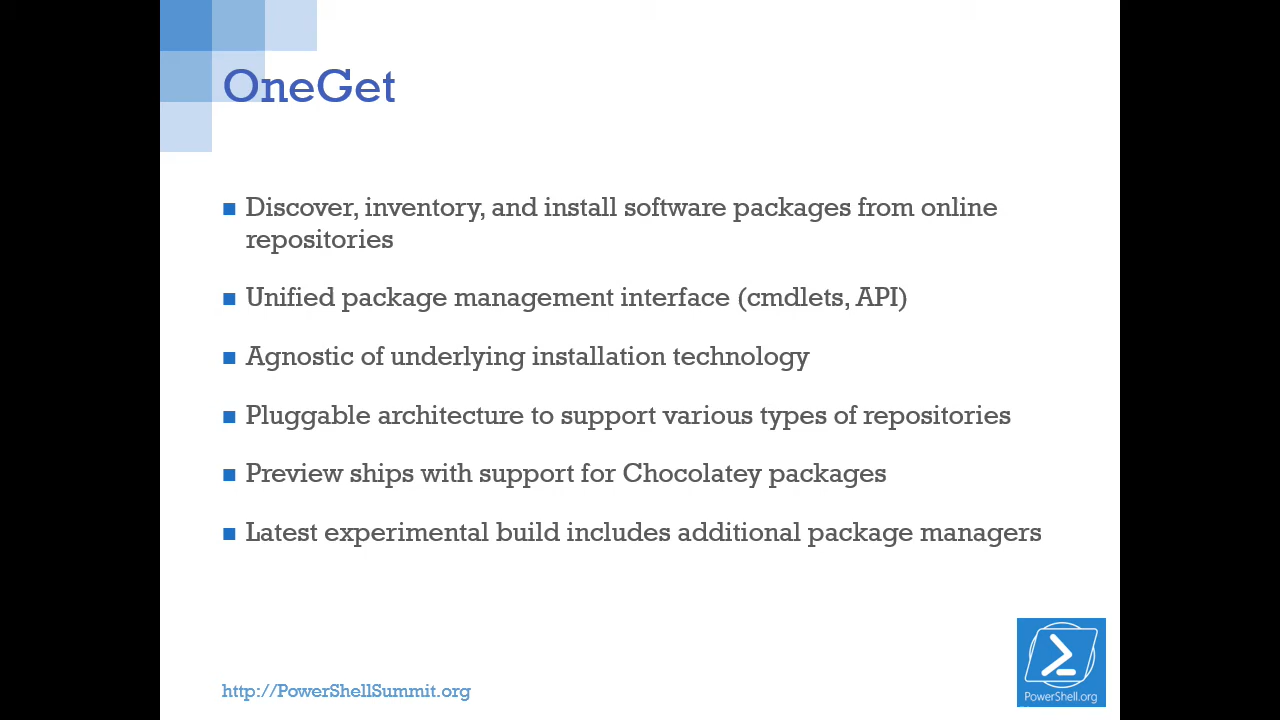 OneGet
Discover, inventory, and install software packages from online
repositories
Unified package management interface (cmdlets, API)
Agnostic of underlying installation technology
Pluggable architecture to support various types of repositories
Preview ships with support for Chocolatey packages
Latest experimental build includes additional package managers
http://PowerShellSummit.org
PowerShell.org